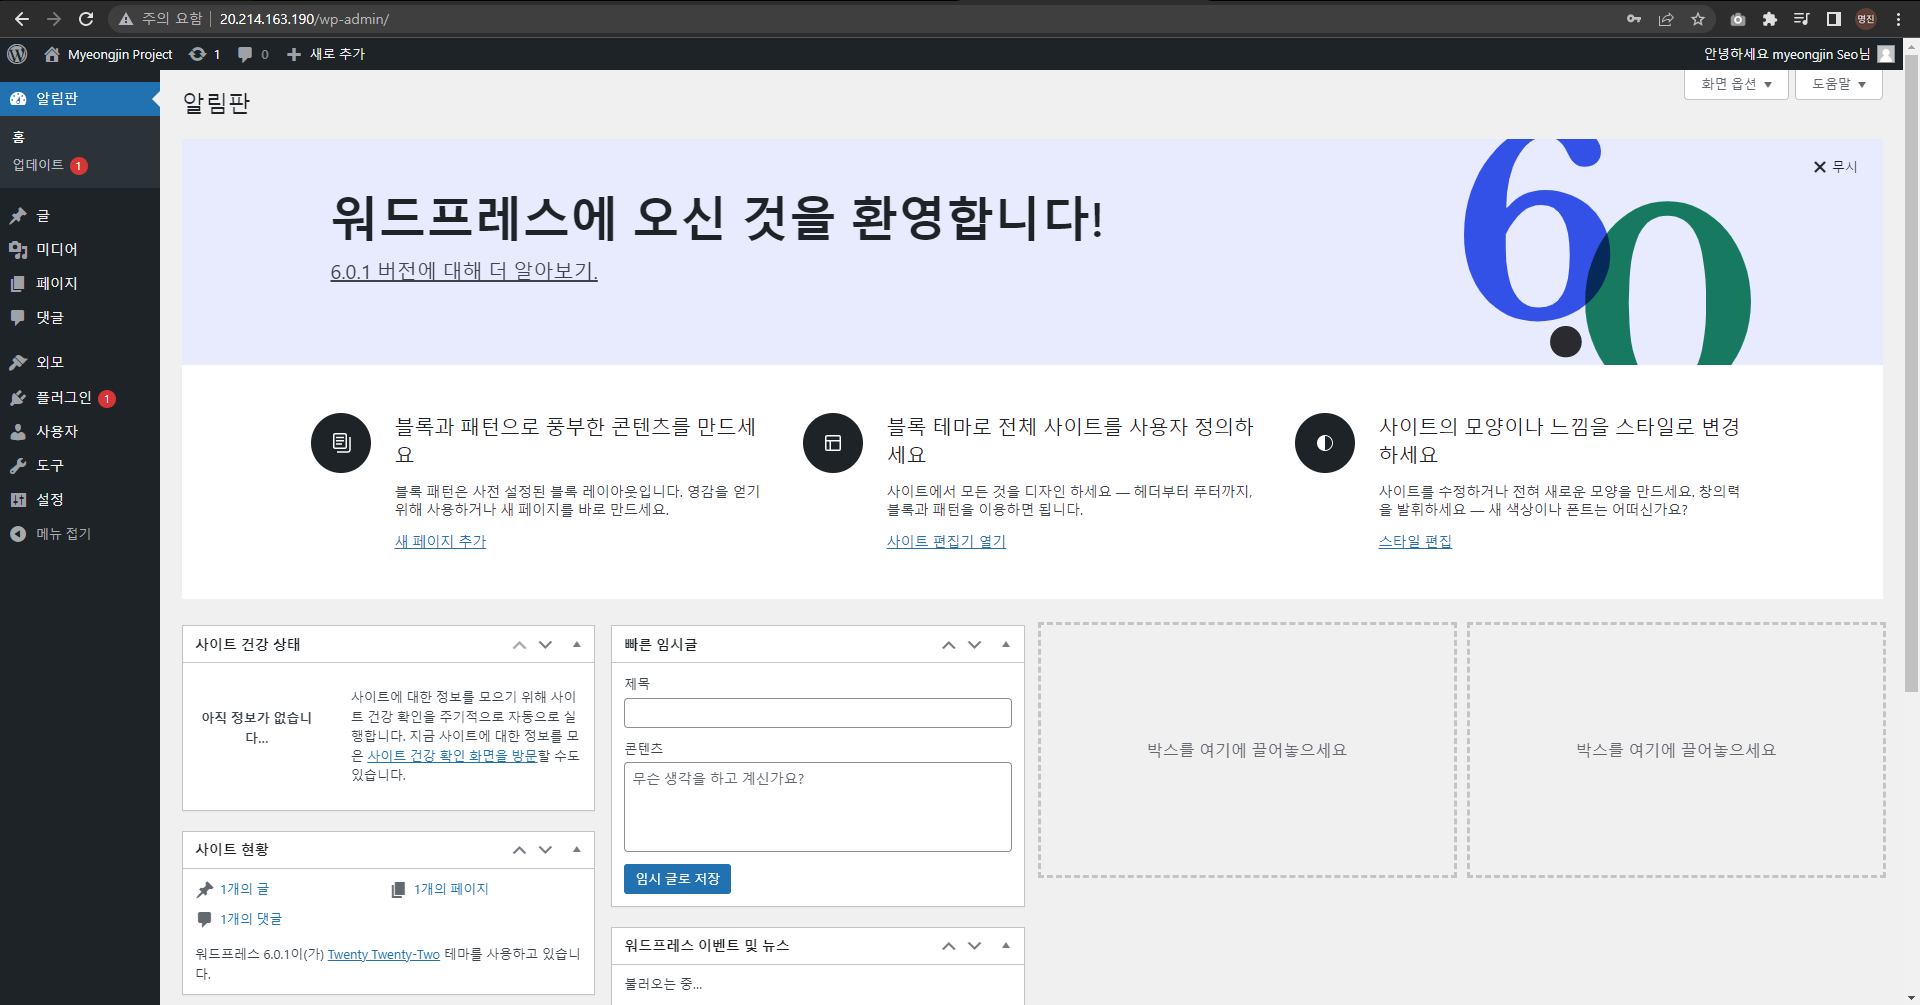 주의 요함 20.214.163.190/wp-admin/
명진
Myeongjin Project 1 0 새로 추가
안녕하세요 myeongjin Seo님
알림판
홈
업데이트 1
글
미디어
페이지
댓글
외모
플러그인 1
사용자
도구
설정
메뉴 접기
알림판
화면 옵션
도움말
워드프레스에 오신 것을 환영합니다!
6.0.1 버전에 대해 더 알아보기.
6.0
무시
블록과 패턴으로 풍부한 콘텐츠를 만드세
요
블록 패턴은 사전 설정된 블록 레이아웃입니다. 영감을 얻기
위해 사용하거나 새 페이지를 바로 만드세요.
새 페이지 추가
블록 테마로 전체 사이트를 사용자 정의하
세요
사이트에서 모든 것을 디자인 하세요 — 헤더부터 푸터까지,
블록과 패턴을 이용하면 됩니다.
사이트 편집기 열기
사이트의 모양이나 느낌을 스타일로 변경
하세요
사이트를 수정하거나 전혀 새로운 모양을 만드세요. 창의력
을 발휘하세요 — 새 색상이나 폰트는 어떠신가요?
스타일 편집
사이트 건강 상태
아직 정보가 없습니
다...
사이트에 대한 정보를 모으기 위해 사이
트 건강 확인을 주기적으로 자동으로 실
행합니다. 지금 사이트에 대한 정보를 모
은 사이트 건강 확인 화면을 방문할 수도
있습니다.
사이트 현황
1개의 글
1개의 페이지
1개의 댓글
워드프레스 6.0.1이(가) Twenty Twenty-Two 테마를 사용하고 있습니
다.
빠른 임시글
제목
콘텐츠
무슨 생각을 하고 계신가요?
임시 글로 저장
워드프레스 이벤트 및 뉴스
불러오는 중...
박스를 여기에 끌어놓으세요
박스를 여기에 끌어놓으세요